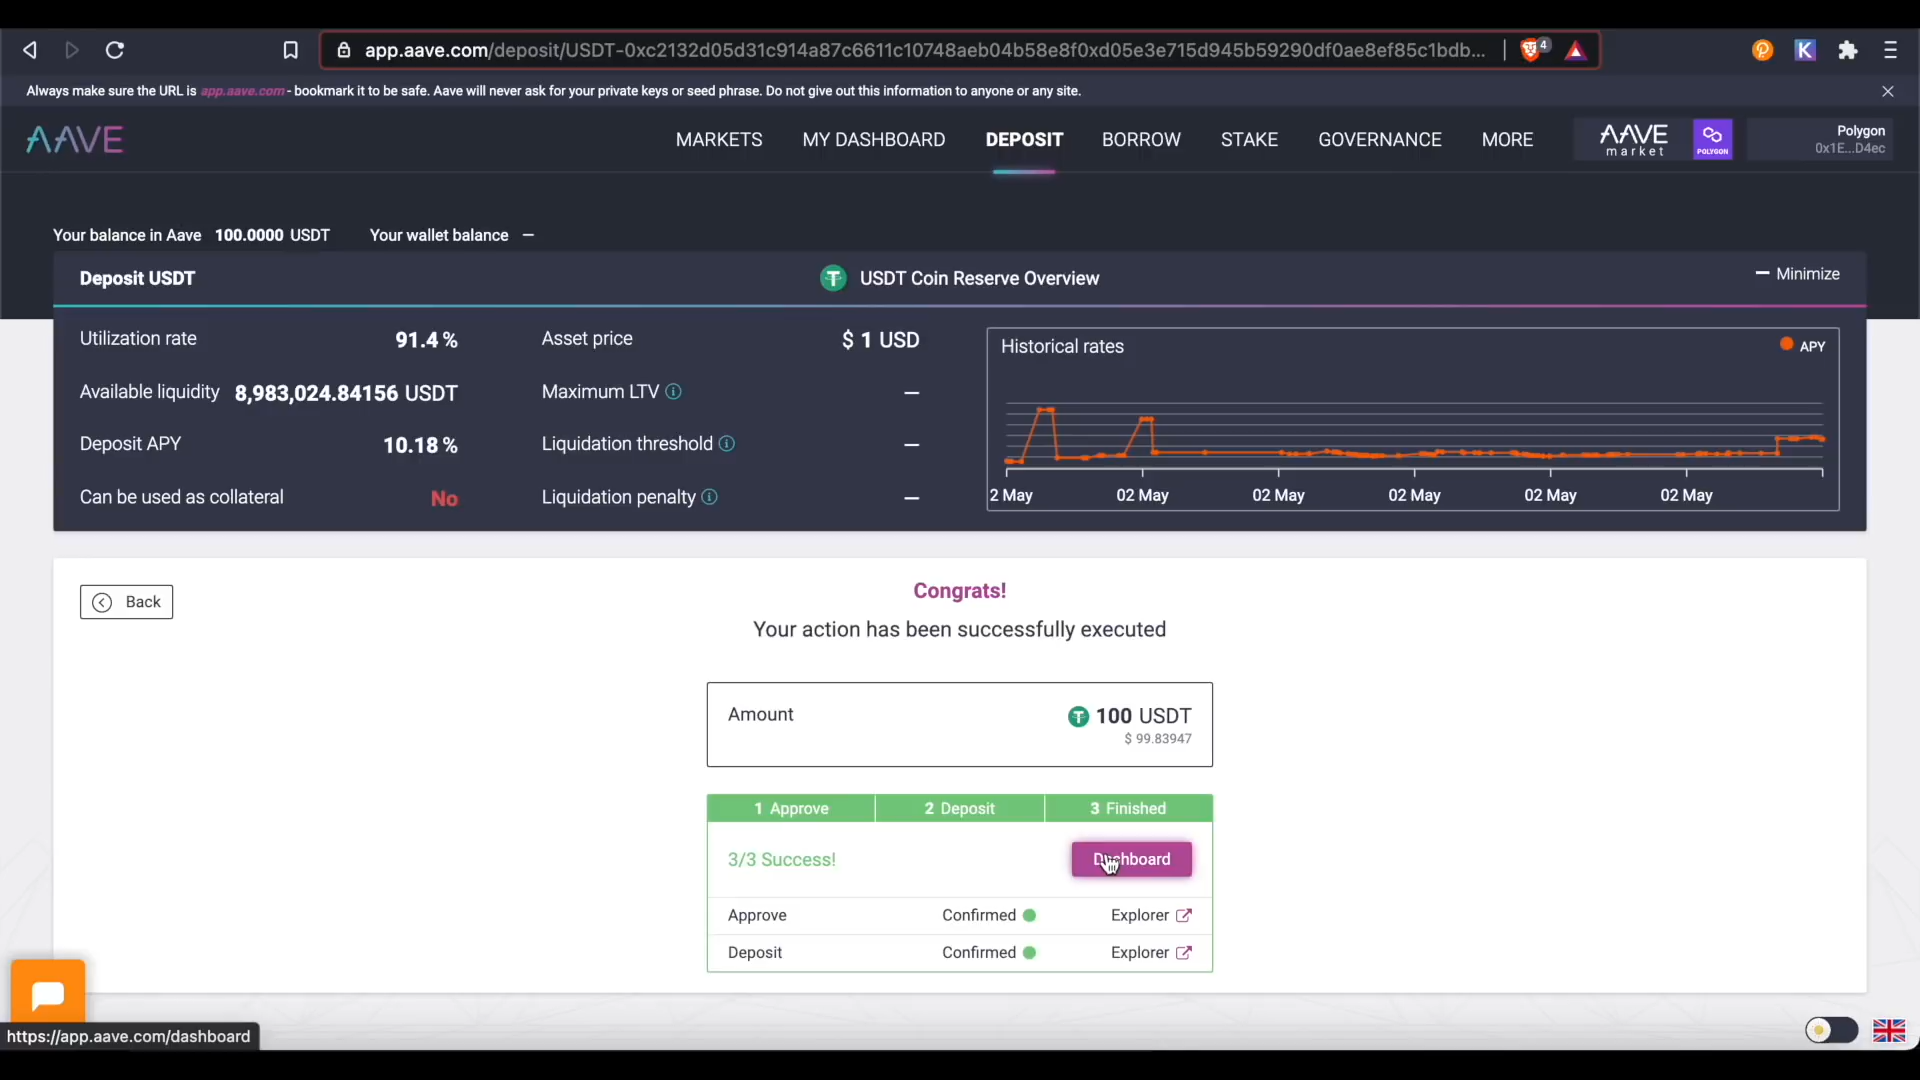 app.aave.com/deposit/USDT-0xc2132d05d31c914a87c6611c10748aeb04b58e8f0xd05e3e715d945b59290df0ae8ef85c1bdb...
4
K
Always make sure the URL is app.aave.com - bookmark it to be safe. Aave will never ask for your private keys or seed phrase. Do not give out this information to anyone or any site.
AAVE
MARKETS
MY DASHBOARD
DEPOSIT
BORROW
STAKE
GOVERNANCE
MORE
AAVE
market
POLYGON
Polygon
0x1E...D4ec
Your balance in Aave 100.0000 USDT
Your wallet balance –
Deposit USDT
USDT Coin Reserve Overview
– Minimize
Utilization rate 91.4 %
Asset price $ 1 USD
Available liquidity 8,983,024.84156 USDT
Maximum LTV –
Deposit APY 10.18 %
Liquidation threshold –
Can be used as collateral No
Liquidation penalty –
Historical rates
APY
2 May 02 May 02 May 02 May 02 May 02 May
Back
Congrats!
Your action has been successfully executed
Amount
100 USDT
$ 99.83947
1 Approve 2 Deposit 3 Finished
3/3 Success!
Dashboard
Approve Confirmed Explorer
Deposit Confirmed Explorer
https://app.aave.com/dashboard